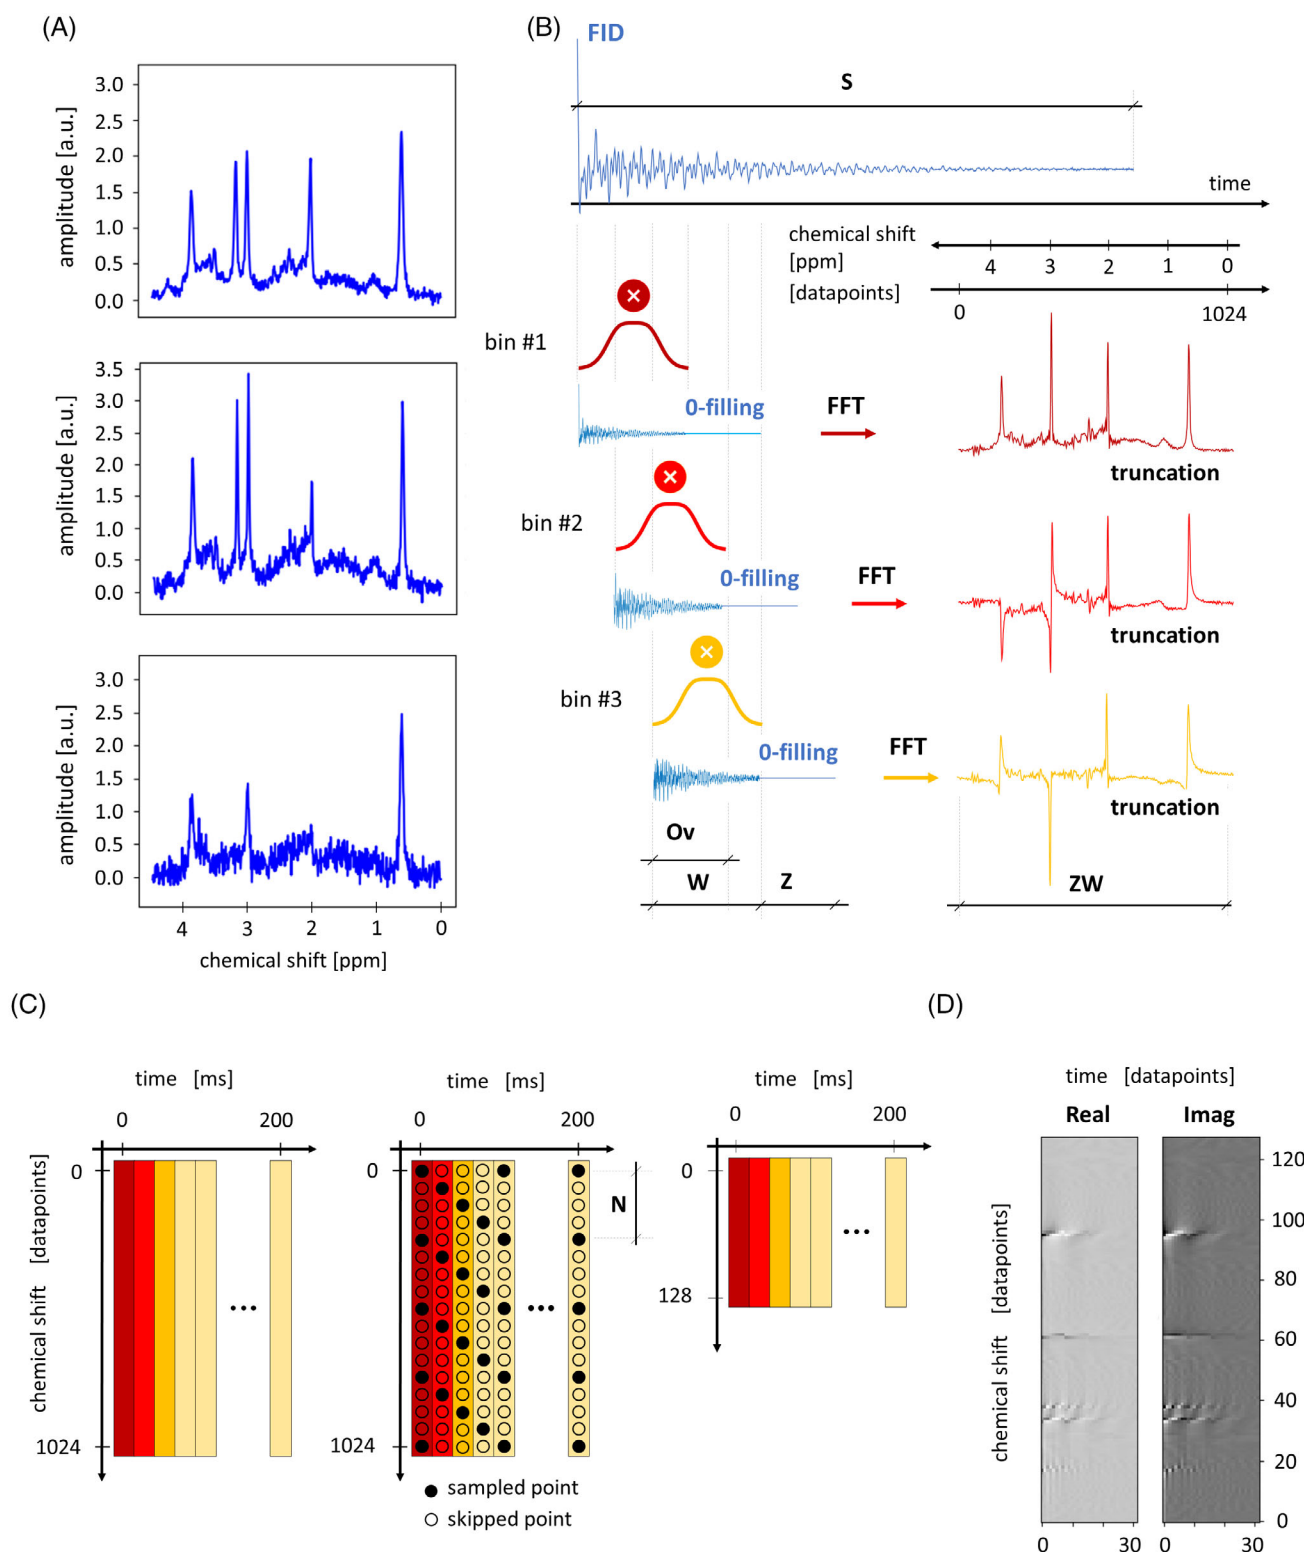 (A)
amplitude [a.u.]
3.0
2.5
2.0
1.5
1.0
0.5
0.0
amplitude [a.u.]
3.5
3.0
2.5
2.0
1.5
1.0
0.5
0.0
amplitude [a.u.]
3.0
2.5
2.0
1.5
1.0
0.5
0.0
4 3 2 1 0
chemical shift [ppm]
(B)
FID
S
time
chemical shift
[ppm]
4 3 2 1 0
[datapoints]
0 1024
bin #1
0-filling
FFT
truncation
bin #2
0-filling
FFT
truncation
bin #3
0-filling
FFT
truncation
Ov
W Z
ZW
(C)
time [ms]
0 200
chemical shift [datapoints]
0
1024
time [ms]
0 200
0
1024
N
sampled point
skipped point
time [ms]
0 200
0
128
(D)
time [datapoints]
Real Imag
chemical shift [datapoints]
120
100
80
60
40
20
0
0 30 0 30